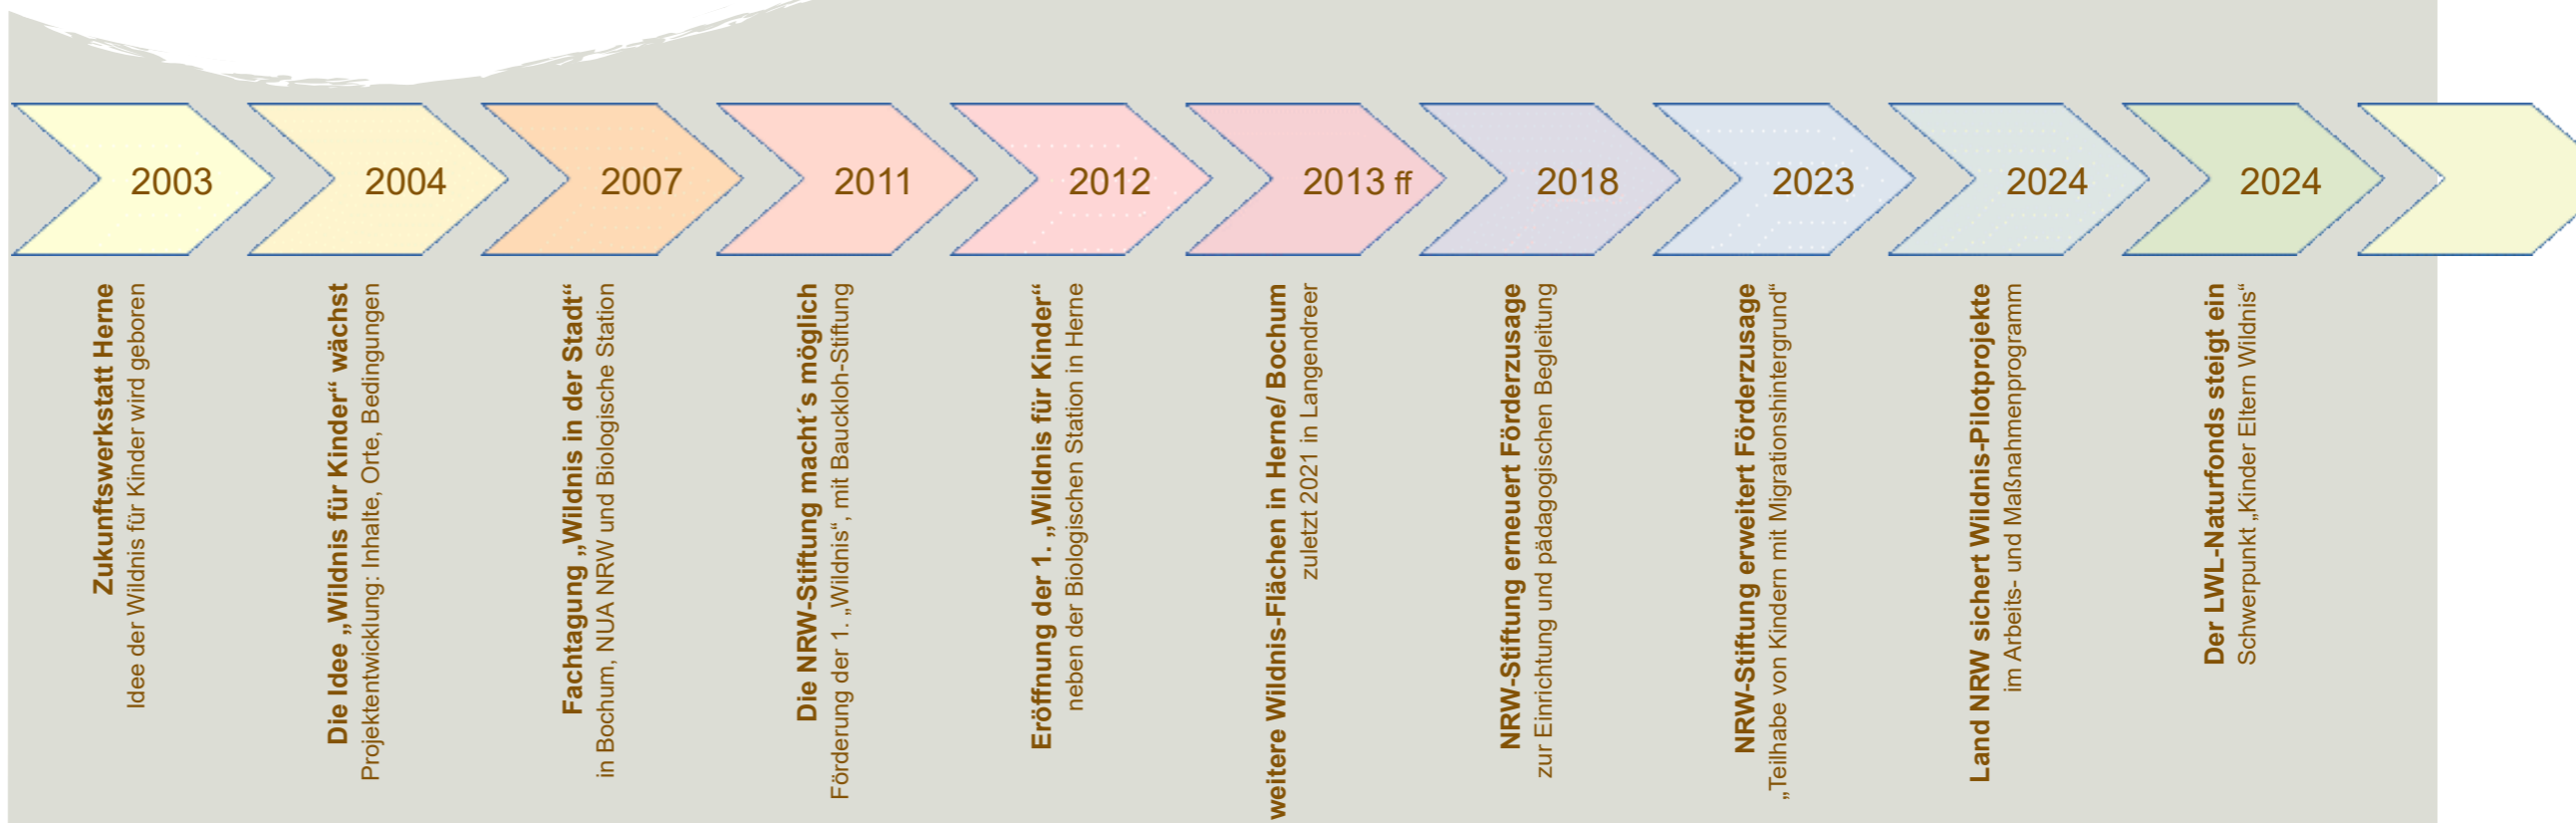 2003
2004
2007
2011
2012
2013 ff
2018
2023
2024
2024
Zukunftswerkstatt Herne
Idee der Wildnis für Kinder wird geboren
Die Idee „Wildnis für Kinder“ wächst
Projektentwicklung: Inhalte, Orte, Bedingungen
Fachtagung „Wildnis in der Stadt“
in Bochum, NUA NRW und Biologische Station
Die NRW-Stiftung macht´s möglich
Förderung der 1. „Wildnis“, mit Bauckloh-Stiftung
Eröffnung der 1. „Wildnis für Kinder“
neben der Biologischen Station in Herne
weitere Wildnis-Flächen in Herne/ Bochum
zuletzt 2021 in Langendreer
NRW-Stiftung erneuert Förderzusage
zur Einrichtung und pädagogischen Begleitung
NRW-Stiftung erweitert Förderzusage
„Teilhabe von Kindern mit Migrationshintergrund“
Land NRW sichert Wildnis-Pilotprojekte
im Arbeits- und Maßnahmenprogramm
Der LWL-Naturfonds steigt ein
Schwerpunkt „Kinder Eltern Wildnis“